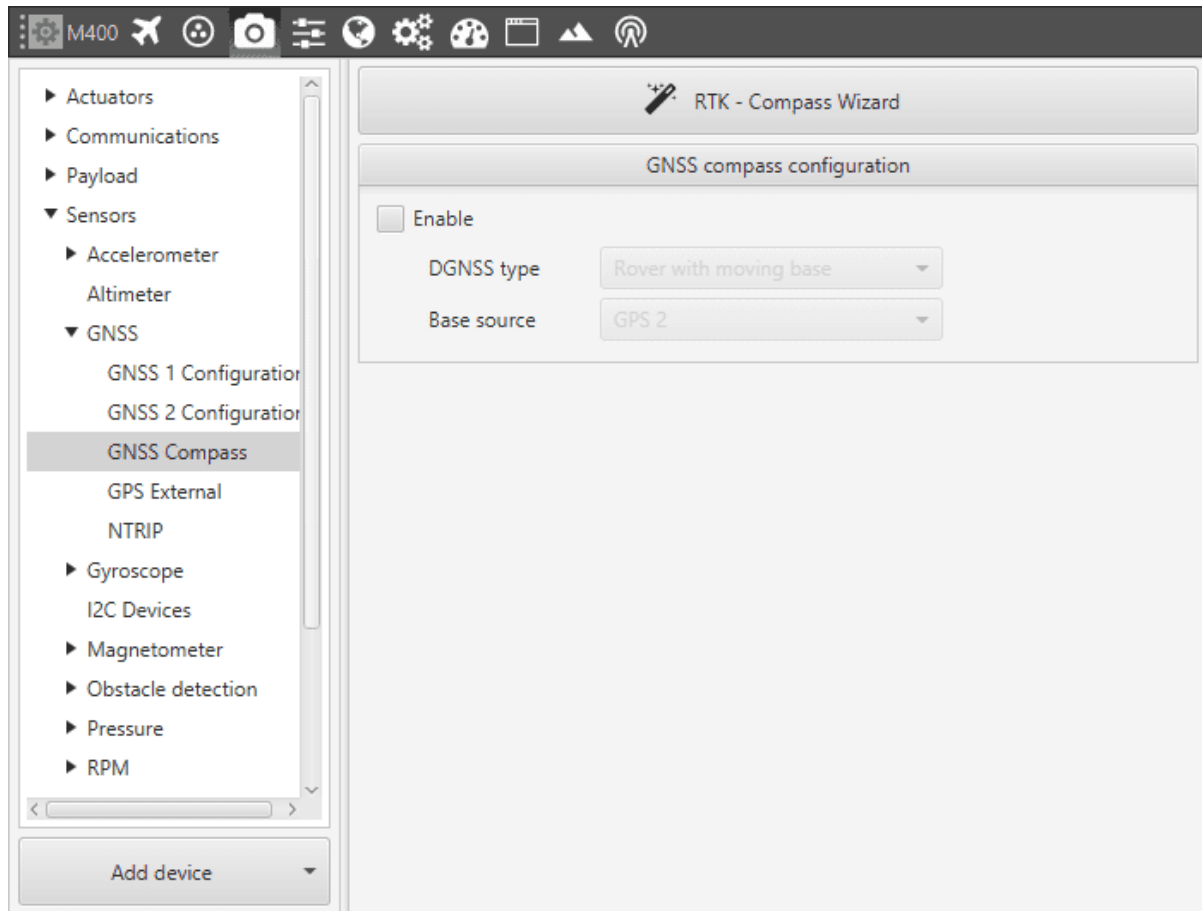 M400
Actuators
Communications
Payload
Sensors
Accelerometer
Altimeter
GNSS
GNSS 1 Configuration
GNSS 2 Configuration
GNSS Compass
GPS External
NTRIP
Gyroscope
I2C Devices
Magnetometer
Obstacle detection
Pressure
RPM
Add device
RTK - Compass Wizard
GNSS compass configuration
Enable
DGNSS type Rover with moving base
Base source GPS 2